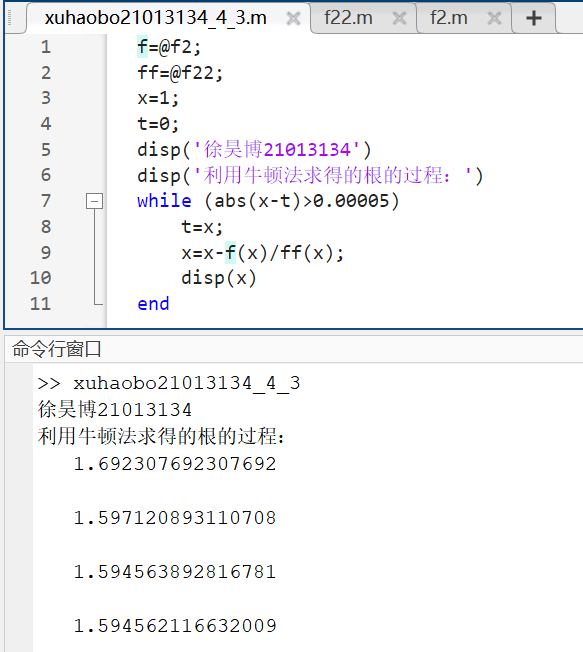 xuhaobo21013134_4_3.m × f22.m × f2.m × +
1 f=@f2;
2 ff=@f22;
3 x=1;
4 t=0;
5 disp('徐昊博21013134')
6 disp('利用牛顿法求得的根的过程：')
7 while (abs(x-t)>0.00005)
8 t=x;
9 x=x-f(x)/ff(x);
10 disp(x)
11 end
命令行窗口
>> xuhaobo21013134_4_3
徐昊博21013134
利用牛顿法求得的根的过程：
1.692307692307692
1.597120893110708
1.594563892816781
1.594562116632009